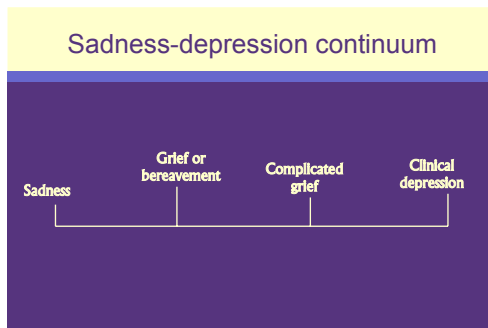 Sadness-depression continuum
Sadness
Grief or
bereavement
Complicated
grief
Clinical
depression